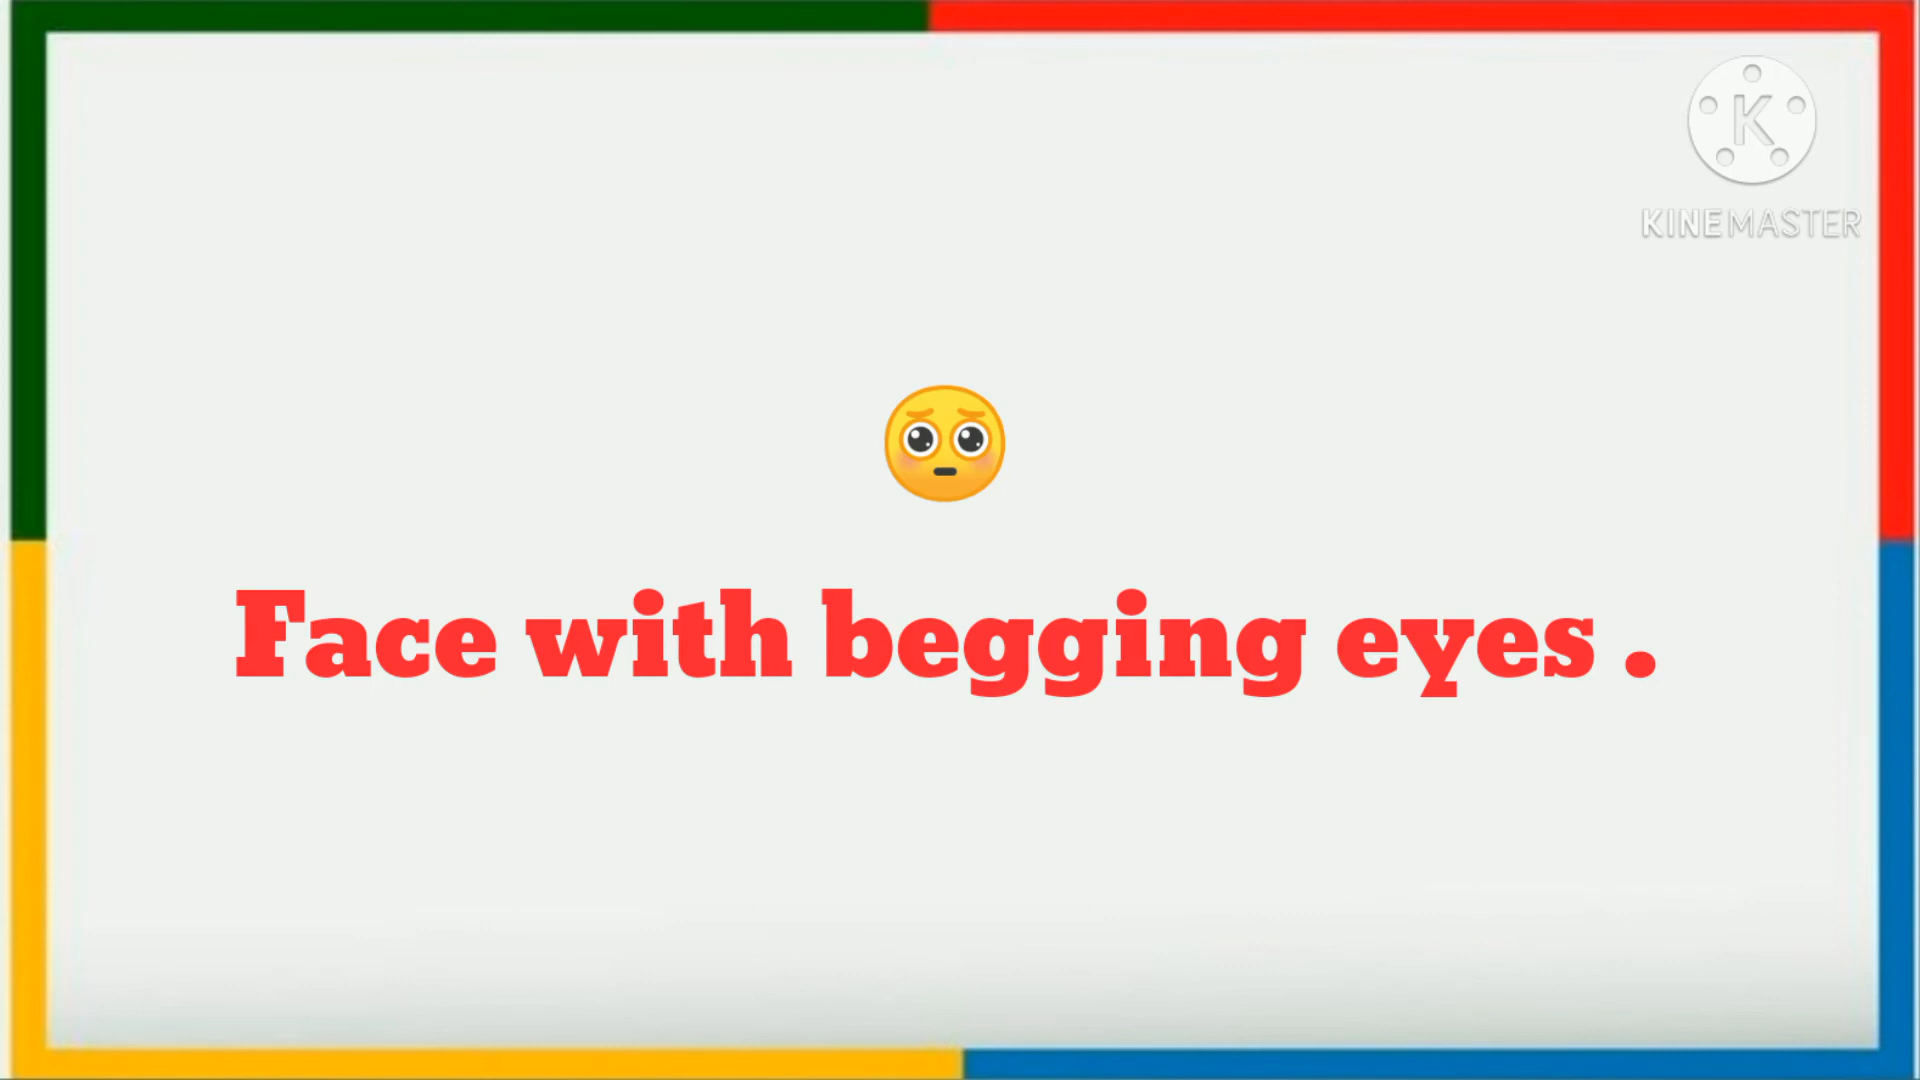 K
KINEMASTER
🥺
Face with begging eyes .